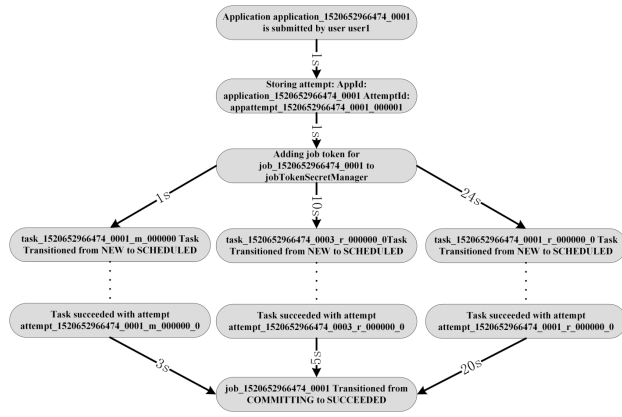 Application application_1520652966474_0001
is submitted by user user1
1s
Storing attempt: AppId:
application_1520652966474_0001 AttemptId:
appattempt_1520652966474_0001_000001
1s
Adding job token for
job_1520652966474_0001 to
jobTokenSecretManager
1s
10s
24s
task_1520652966474_0001_m_000000 Task
Transitioned from NEW to SCHEDULED
task_1520652966474_0003_r_000000_0Task
Transitioned from NEW to SCHEDULED
task_1520652966474_0001_r_000000_0 Task
Transitioned from NEW to SCHEDULED
Task succeeded with attempt
attempt_1520652966474_0001_m_000000_0
Task succeeded with attempt
attempt_1520652966474_0003_r_000000_0
Task succeeded with attempt
attempt_1520652966474_0001_r_000000_0
3s
5s
20s
job_1520652966474_0001 Transitioned from
COMMITTING to SUCCEEDED